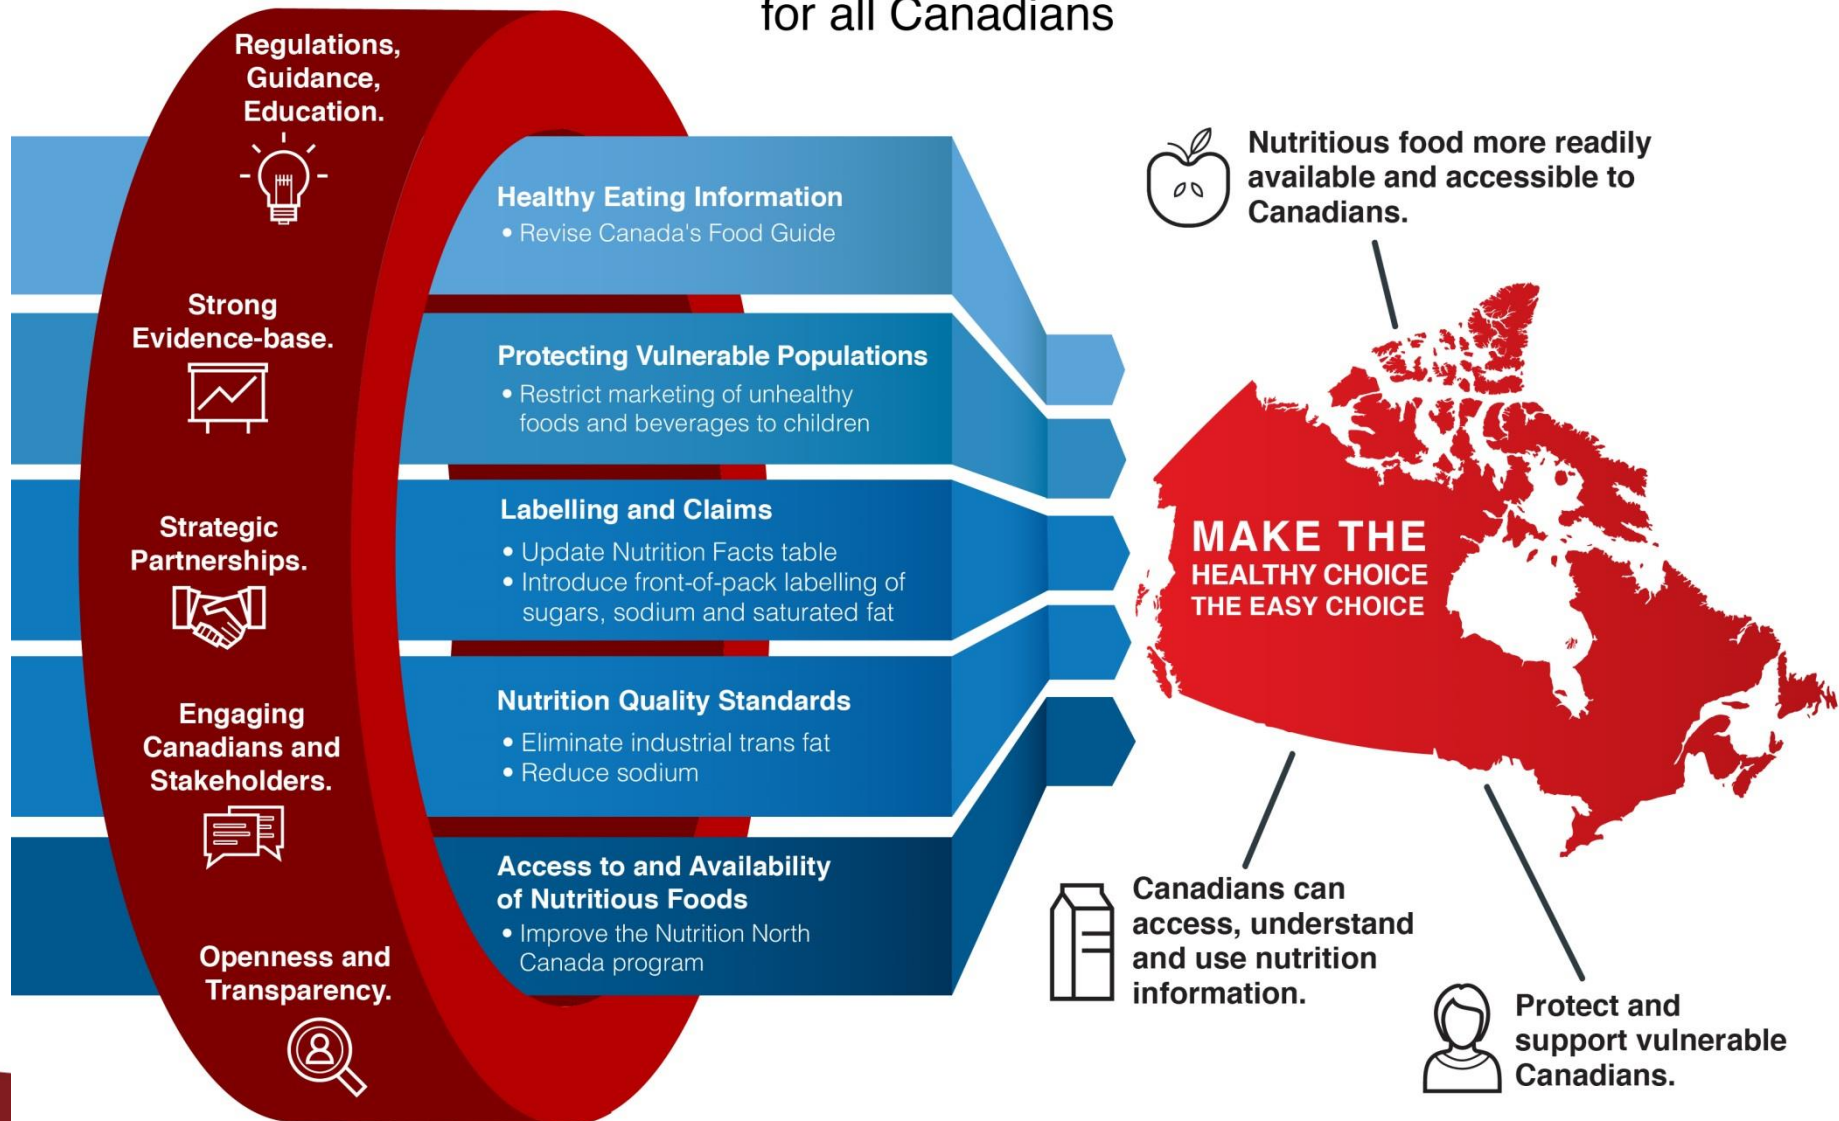 for all Canadians
Regulations,
Guidance,
Education.
Strong
Evidence-base.
Strategic
Partnerships.
Engaging
Canadians and
Stakeholders.
Openness and
Transparency.
Healthy Eating Information
• Revise Canada's Food Guide
Protecting Vulnerable Populations
• Restrict marketing of unhealthy
foods and beverages to children
Labelling and Claims
• Update Nutrition Facts table
• Introduce front-of-pack labelling of
sugars, sodium and saturated fat
Nutrition Quality Standards
• Eliminate industrial trans fat
• Reduce sodium
Access to and Availability
of Nutritious Foods
• Improve the Nutrition North
Canada program
Nutritious food more readily
available and accessible to
Canadians.
MAKE THE
HEALTHY CHOICE
THE EASY CHOICE
Canadians can
access, understand
and use nutrition
information.
Protect and
support vulnerable
Canadians.